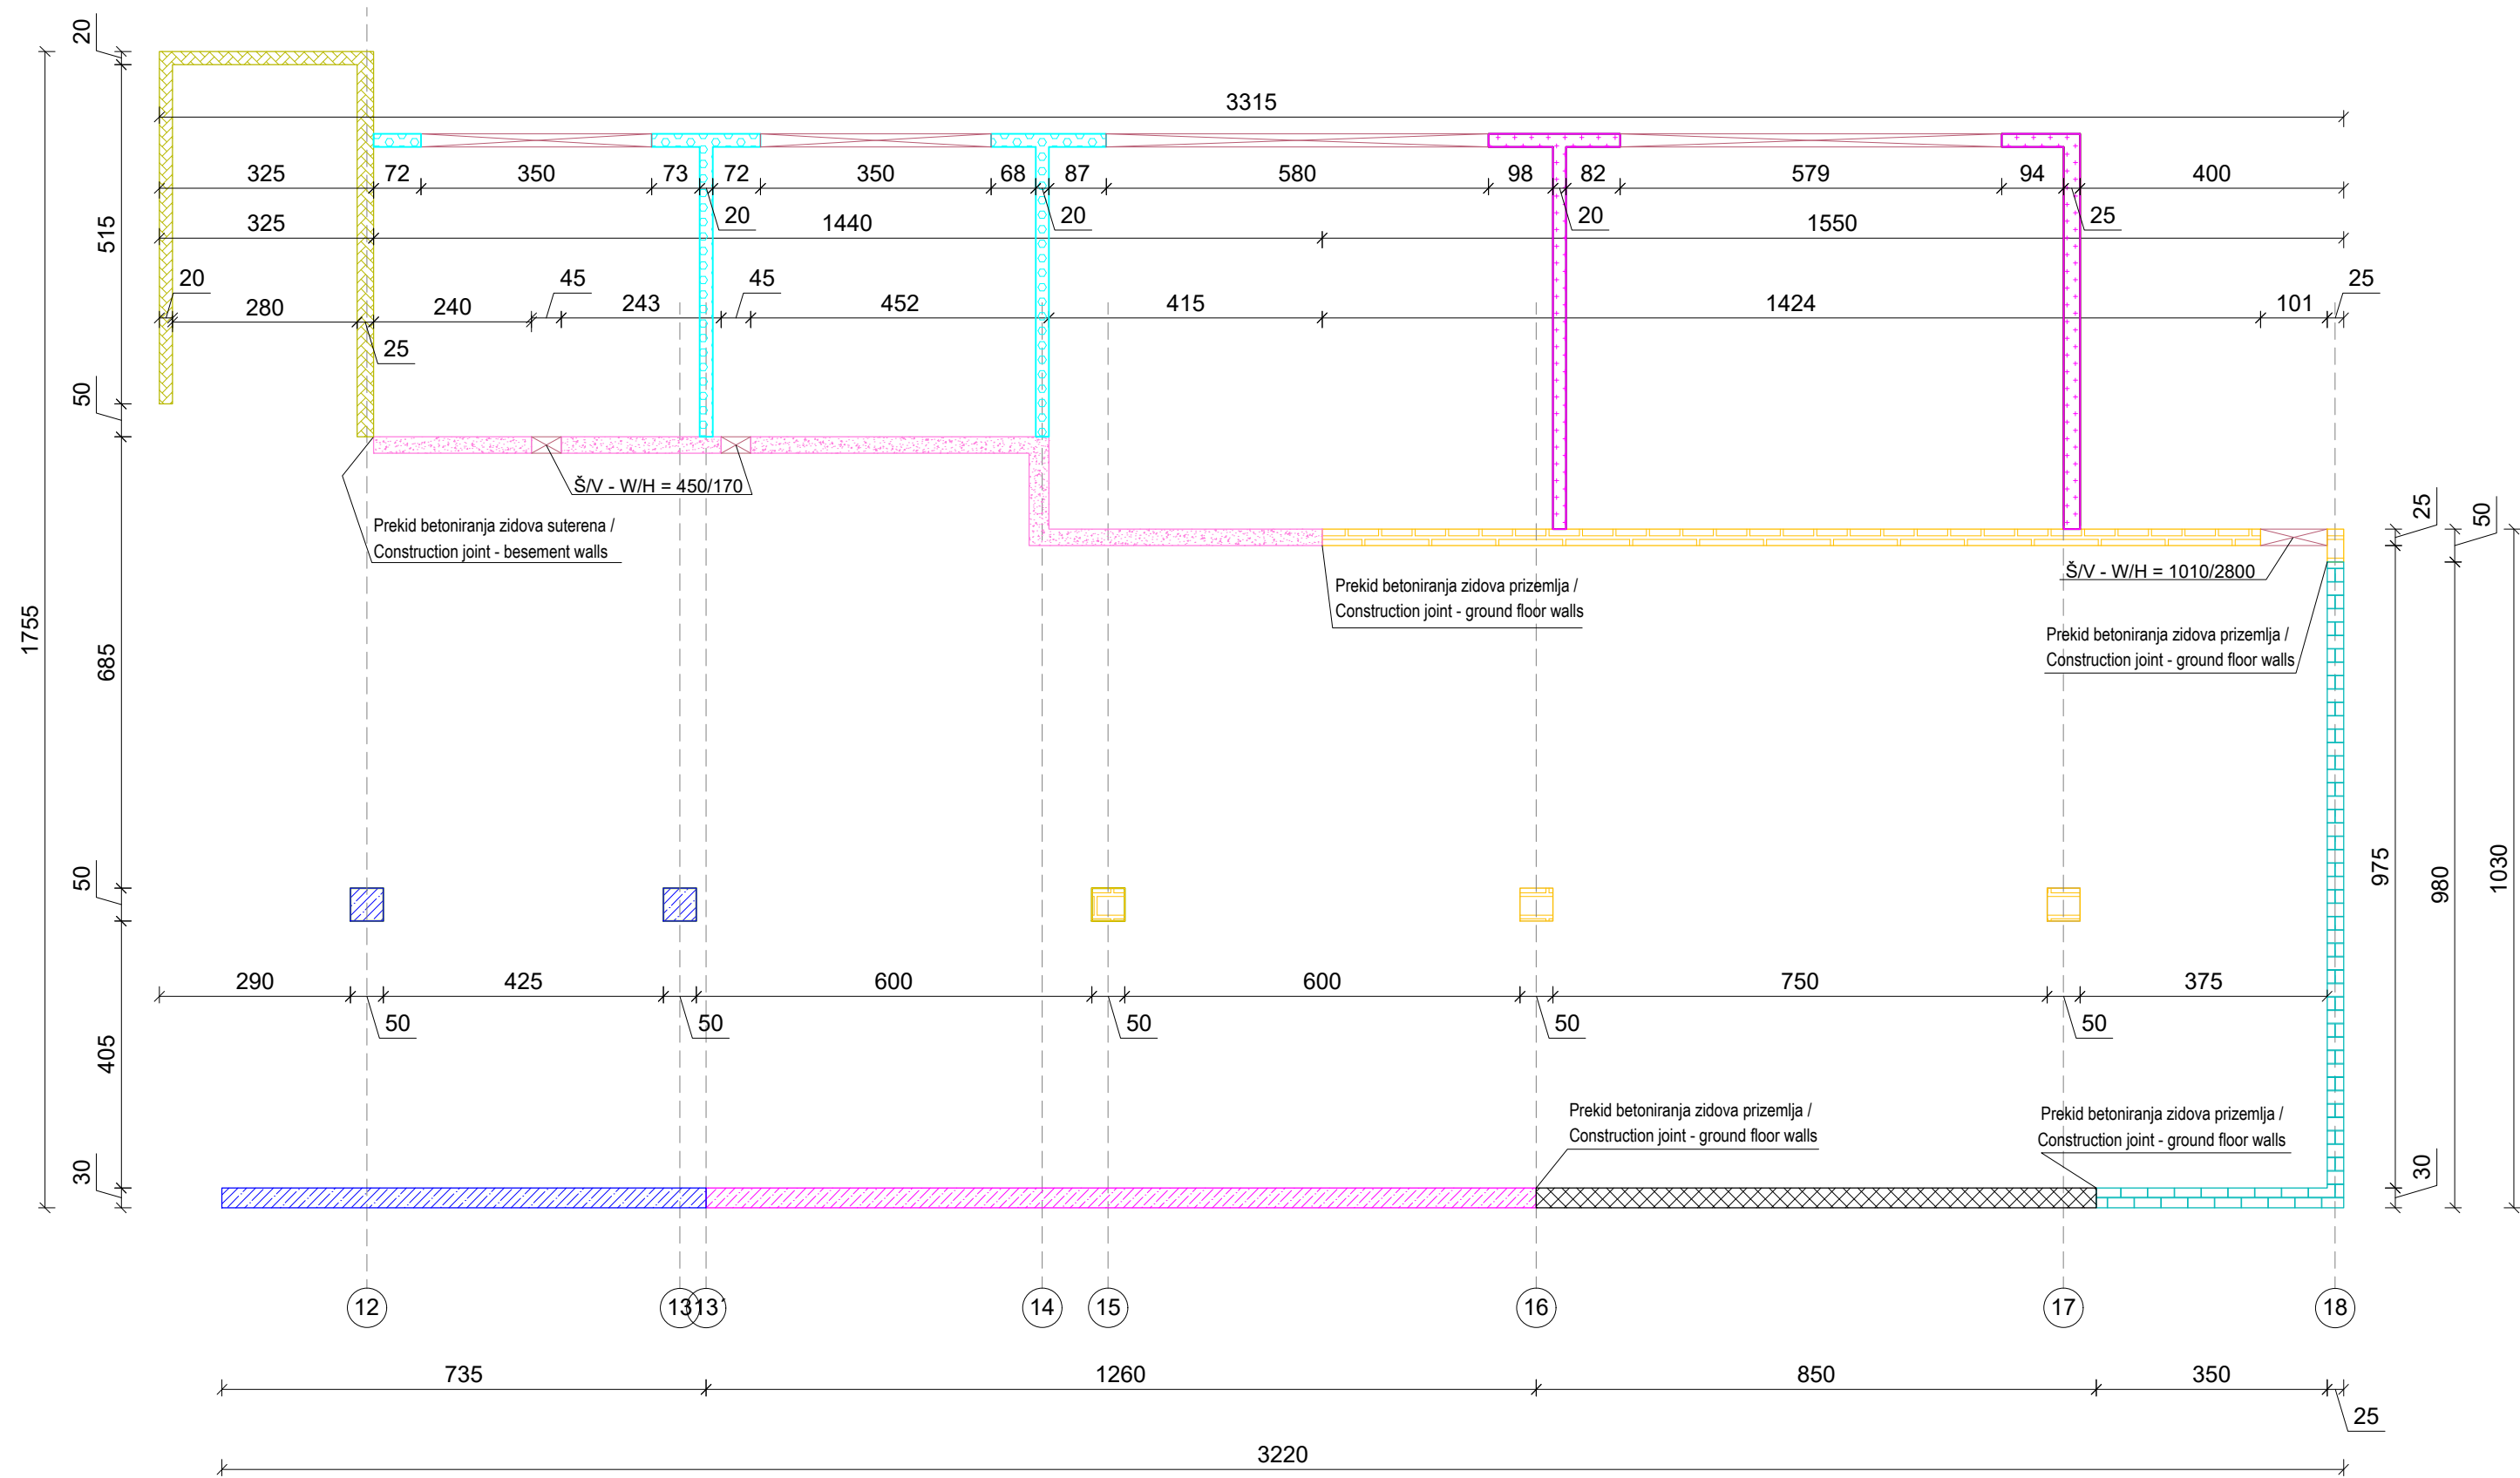 20
3315
325 72 350 73 72 350 68 87 580 98 82 579 94 400
20 20 20 25
325 1440 1550
515
20 45 45 25
280 240 243 452 415 1424 101
25
50
Š/V - W/H = 450/170
Prekid betoniranja zidova suterena /
Construction joint - besement walls
25
50
Š/V - W/H = 1010/2800
Prekid betoniranja zidova prizemlja /
Construction joint - ground floor walls
Prekid betoniranja zidova prizemlja /
Construction joint - ground floor walls
1755
685
50
975
980
1030
290 425 600 600 750 375
50 50 50 50 50
405
Prekid betoniranja zidova prizemlja /
Construction joint - ground floor walls
Prekid betoniranja zidova prizemlja /
Construction joint - ground floor walls
30
30
12 13 13' 14 15 16 17 18
735 1260 850 350
25
3220